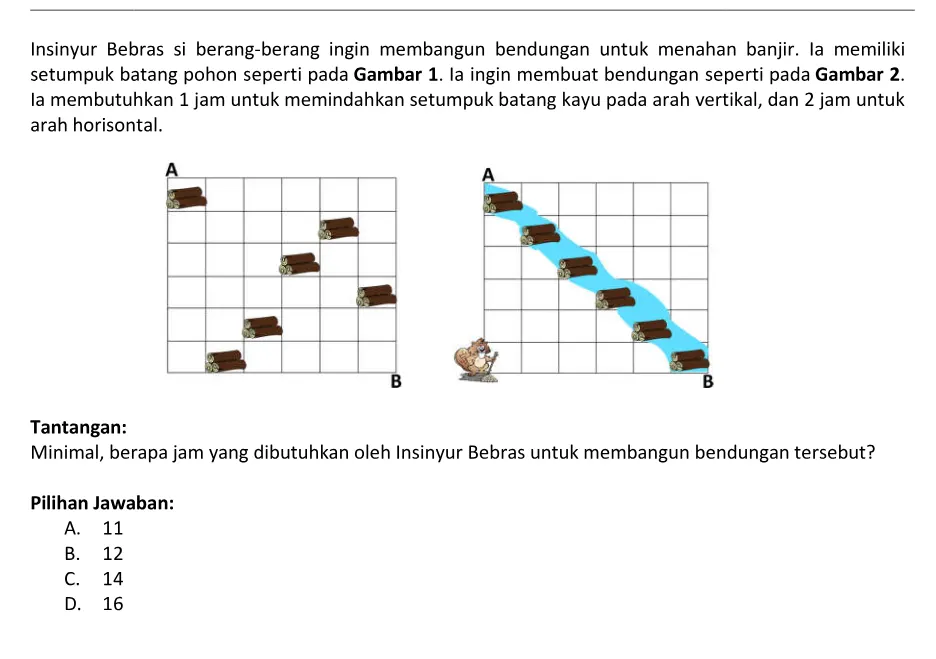 Insinyur Bebras si berang-berang ingin membangun bendungan untuk menahan banjir. Ia memiliki
setumpuk batang pohon seperti pada Gambar 1. Ia ingin membuat bendungan seperti pada Gambar 2.
Ia membutuhkan 1 jam untuk memindahkan setumpuk batang kayu pada arah vertikal, dan 2 jam untuk
arah horisontal.
A
A
B
B
Tantangan:
Minimal, berapa jam yang dibutuhkan oleh Insinyur Bebras untuk membangun bendungan tersebut?
Pilihan Jawaban:
A. 11
B. 12
C. 14
D. 16